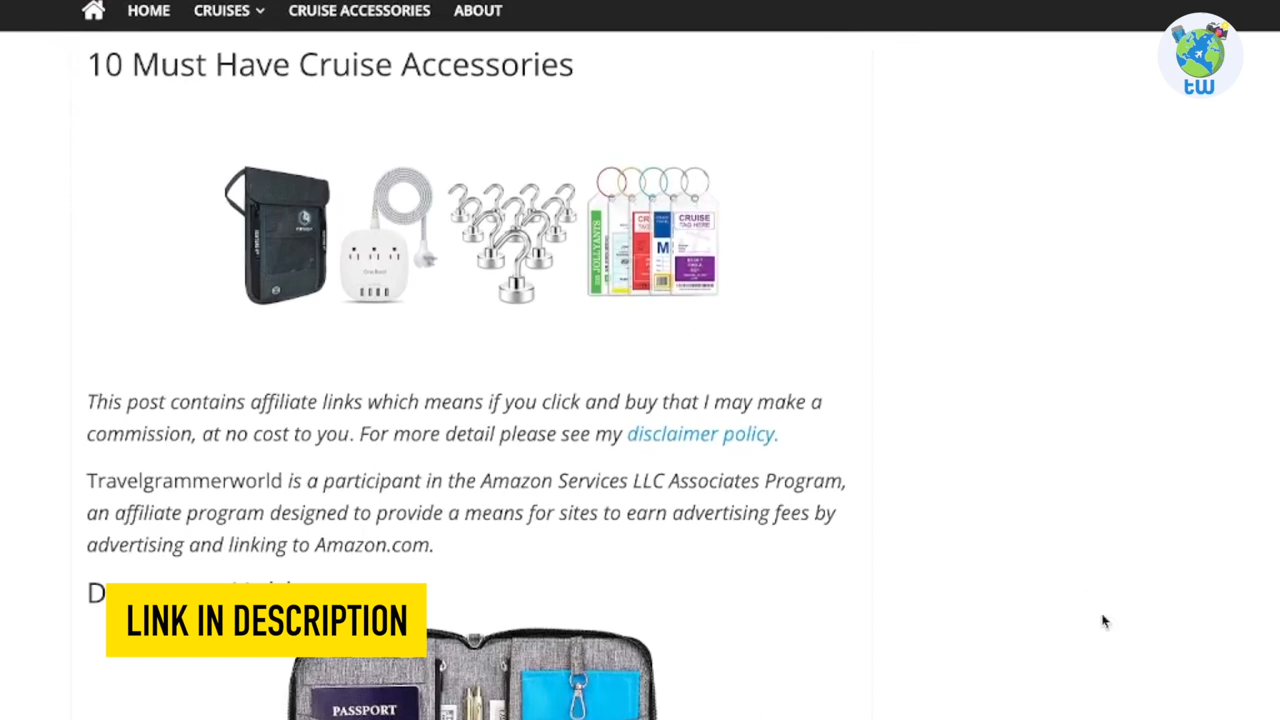 HOME CRUISES CRUISE ACCESSORIES ABOUT
tw
10 Must Have Cruise Accessories
CRUISE
TAG HERE
This post contains affiliate links which means if you click and buy that I may make a
commission, at no cost to you. For more detail please see my disclaimer policy.
Travelgrammerworld is a participant in the Amazon Services LLC Associates Program,
an affiliate program designed to provide a means for sites to earn advertising fees by
advertising and linking to Amazon.com.
LINK IN DESCRIPTION
PASSPORT